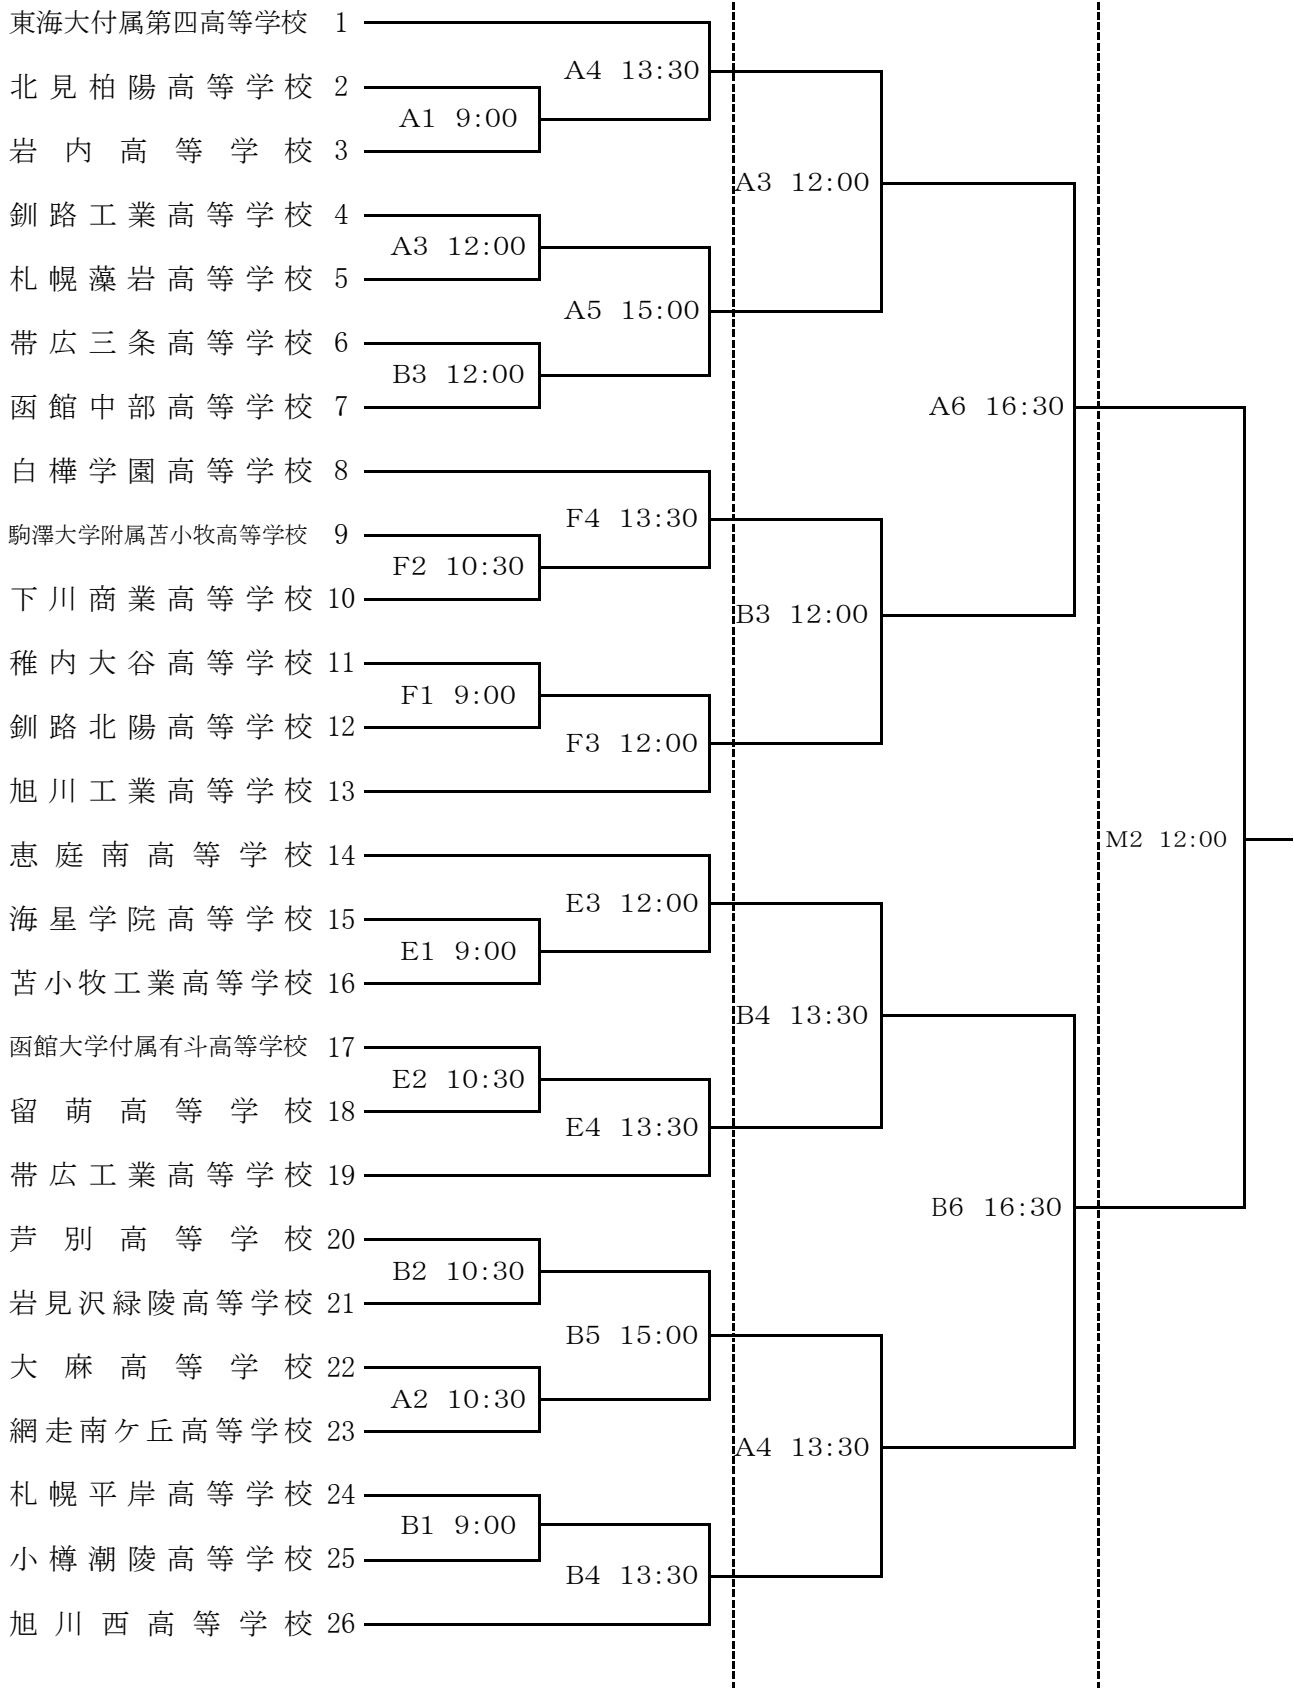 東海大付属第四高等学校 1
A4 13:30
北見柏陽高等学校 2
A1 9:00
岩内高等学校 3
A3 12:00
釧路工業高等学校 4
A3 12:00
札幌藻岩高等学校 5
A5 15:00
帯広三条高等学校 6
B3 12:00
函館中部高等学校 7
A6 16:30
白樺学園高等学校 8
F4 13:30
駒澤大学附属苫小牧高等学校 9
F2 10:30
下川商業高等学校 10
B3 12:00
稚内大谷高等学校 11
F1 9:00
釧路北陽高等学校 12
F3 12:00
旭川工業高等学校 13
M2 12:00
恵庭南高等学校 14
E3 12:00
海星学院高等学校 15
E1 9:00
苫小牧工業高等学校 16
B4 13:30
函館大学付属有斗高等学校 17
E2 10:30
留萌高等学校 18
E4 13:30
帯広工業高等学校 19
B6 16:30
芦別高等学校 20
B2 10:30
岩見沢緑陵高等学校 21
B5 15:00
大麻高等学校 22
A2 10:30
網走南ケ丘高等学校 23
A4 13:30
札幌平岸高等学校 24
B1 9:00
小樽潮陵高等学校 25
B4 13:30
旭川西高等学校 26